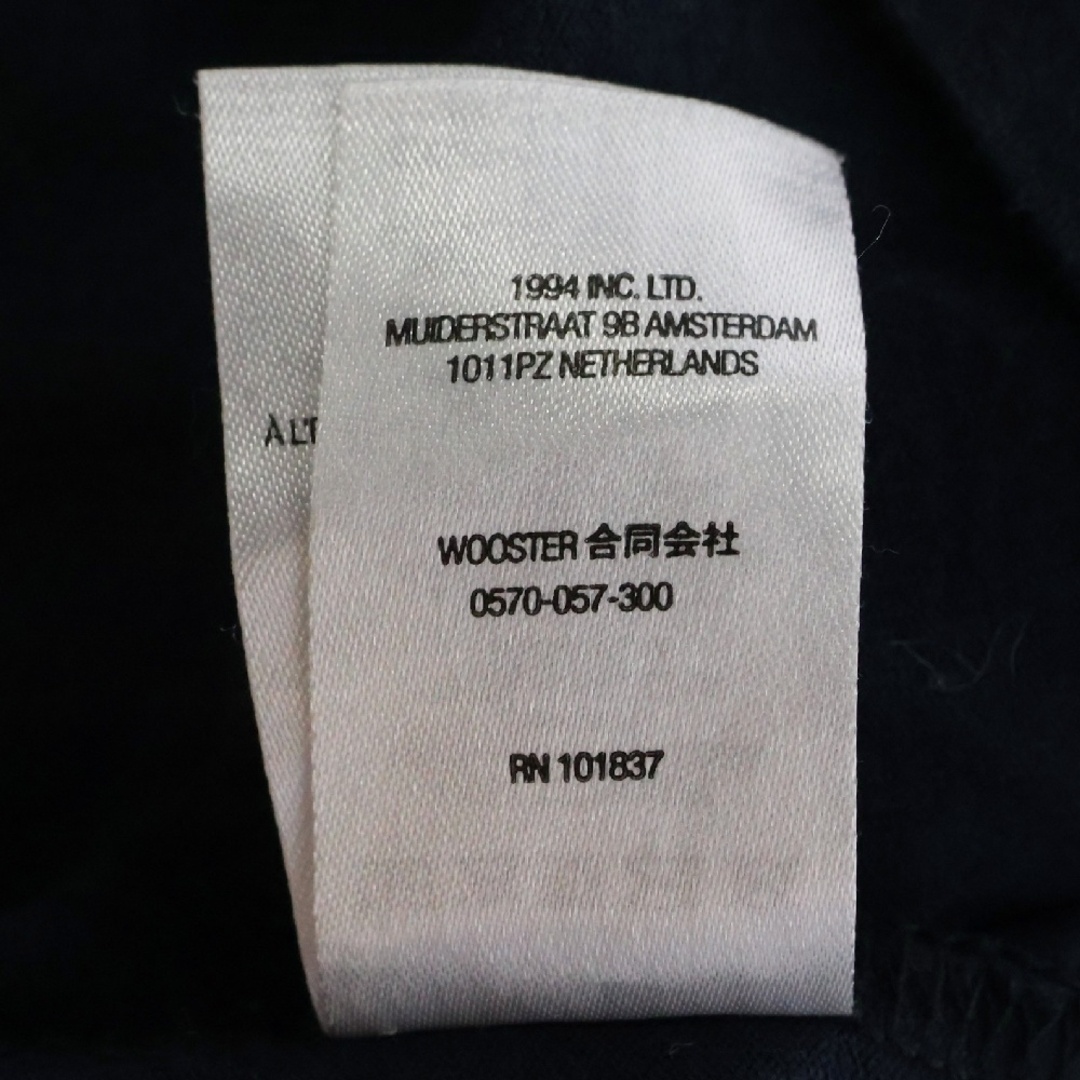 1994 INC. LTD.
MUIDERSTRAAT 9B AMSTERDAM
1011PZ NETHERLANDS
WOOSTER 合同会社
0570-057-300
RN 101837
À L'